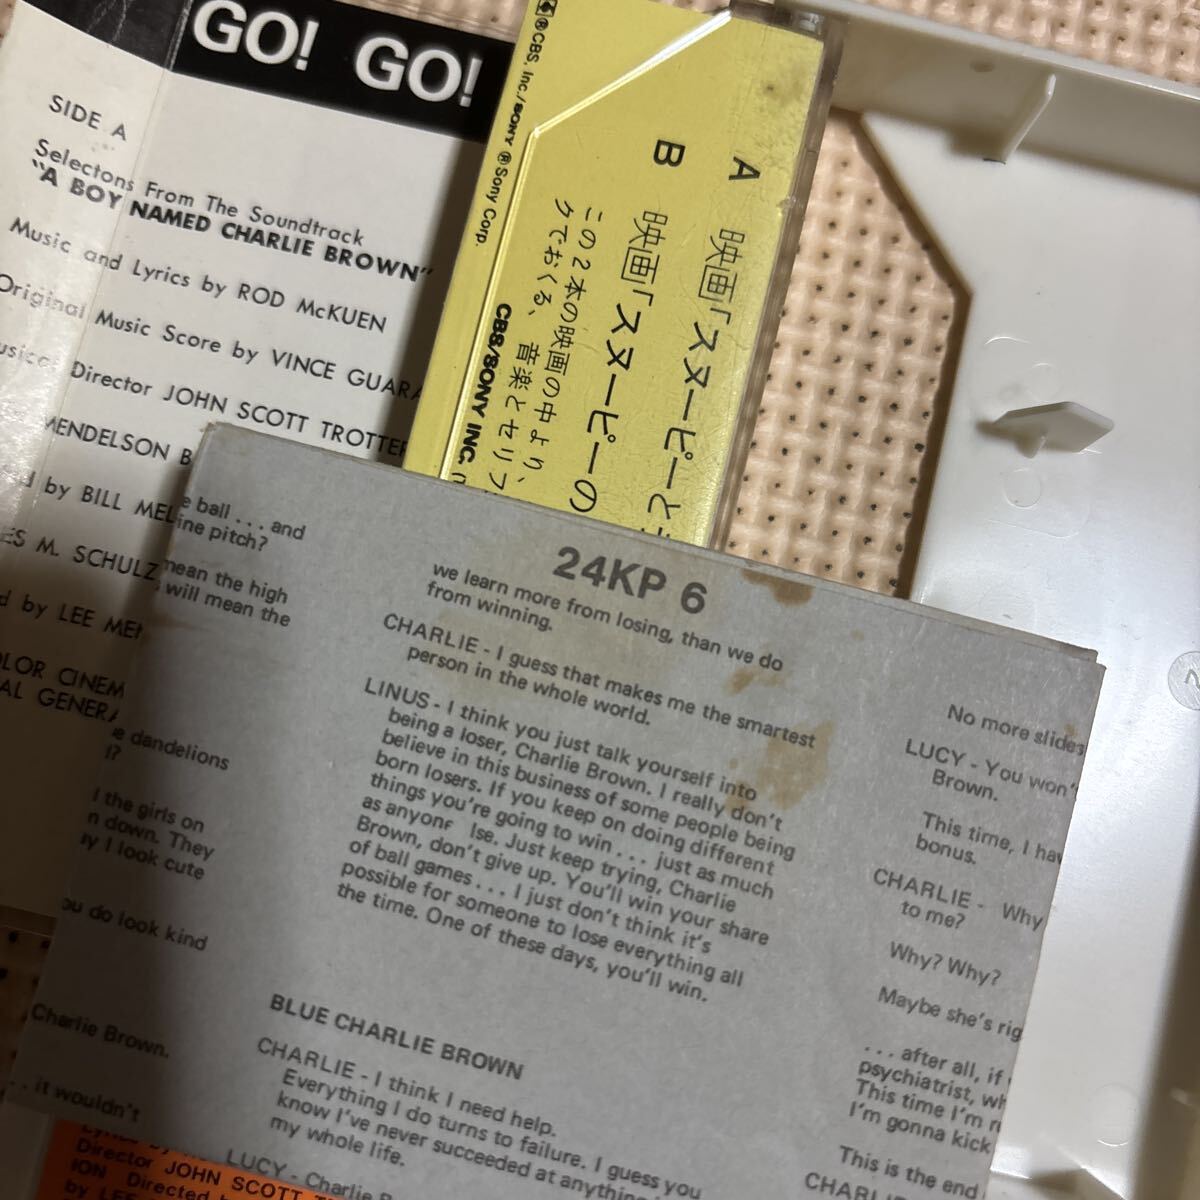 GO! GO!
SIDE A
Selectons From The Soundtrack
"A BOY NAMED CHARLIE BROWN"
Music and Lyrics by ROD McKUEN
Original Music Score by VINCE
Director JOHN SCOTT TROTTER
MENDELSON
by BILL
M. SCHULZ
by LEE
COLOR
℗CBS. Inc./SONY ® Sony Corp.
A 映画「スヌーピーと
B 映画「スヌーピーの
この2本の映画の中より、
クでおくる、音楽とセリフ
CBS/SONY INC.
24KP 6
ball . . . and
pitch?
mean the high
will mean the
dandelions
the girls on
down. They
I look cute
do look kind
Charlie Brown.
. . it wouldn't
we learn more from losing, than we do
from winning.
CHARLIE - I guess that makes me the smartest
person in the whole world.
LINUS - I think you just talk yourself into
being a loser, Charlie Brown. I really don't
believe in this business of some people being
born losers. If you keep on doing different
things you're going to win . . . just as much
as anyone lse. Just keep trying, Charlie
Brown, don't give up. You'll win your share
of ball games . . . I just don't think it's
possible for someone to lose everything all
the time. One of these days, you'll win.
BLUE CHARLIE BROWN
CHARLIE - I think I need help.
Everything I do turns to failure. I guess you
know I've never succeeded at anything
my whole life.
LUCY - Charlie
No more slides
LUCY - You won't
Brown.
This time, I
bonus.
CHARLIE - Why
to me?
Why? Why?
Maybe she's
. . . after all, if
psychiatrist,
This time I'm
I'm gonna kick
This is the end
CHARLIE
Director JOHN SCOTT
Directed
by